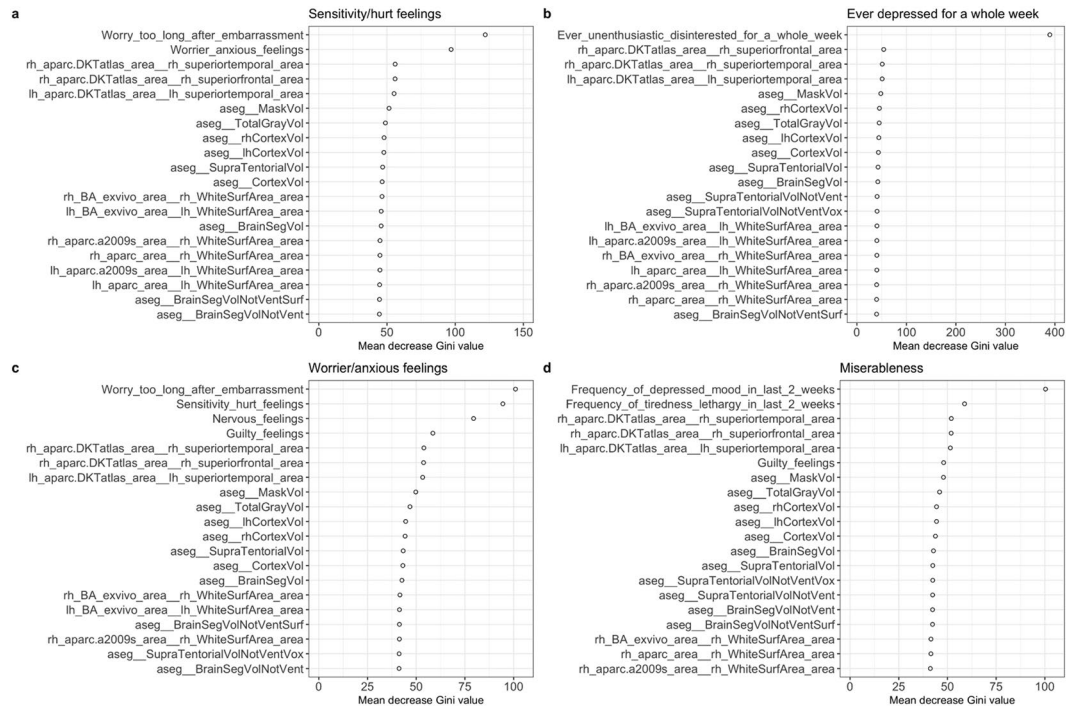 a
Sensitivity/hurt feelings
Worry_too_long_after_embarrassment
Worrier_anxious_feelings
rh_aparc.DKTatlas_area__rh_superiortemporal_area
rh_aparc.DKTatlas_area__rh_superiorfrontal_area
lh_aparc.DKTatlas_area__lh_superiortemporal_area
aseg__MaskVol
aseg__TotalGrayVol
aseg__rhCortexVol
aseg__lhCortexVol
aseg__SupraTentorialVol
aseg__CortexVol
rh_BA_exvivo_area__rh_WhiteSurfArea_area
lh_BA_exvivo_area__lh_WhiteSurfArea_area
aseg__BrainSegVol
rh_aparc.a2009s_area__rh_WhiteSurfArea_area
rh_aparc_area__rh_WhiteSurfArea_area
lh_aparc.a2009s_area__lh_WhiteSurfArea_area
lh_aparc_area__lh_WhiteSurfArea_area
aseg__BrainSegVolNotVentSurf
aseg__BrainSegVolNotVent
0 50 100 150
Mean decrease Gini value
b
Ever depressed for a whole week
Ever_unenthusiastic_disinterested_for_a_whole_week
rh_aparc.DKTatlas_area__rh_superiorfrontal_area
rh_aparc.DKTatlas_area__rh_superiortemporal_area
lh_aparc.DKTatlas_area__lh_superiortemporal_area
aseg__MaskVol
aseg__rhCortexVol
aseg__TotalGrayVol
aseg__lhCortexVol
aseg__CortexVol
aseg__SupraTentorialVol
aseg__BrainSegVol
aseg__SupraTentorialVolNotVent
aseg__SupraTentorialVolNotVentVox
lh_BA_exvivo_area__lh_WhiteSurfArea_area
lh_aparc.a2009s_area__lh_WhiteSurfArea_area
rh_BA_exvivo_area__rh_WhiteSurfArea_area
lh_aparc_area__lh_WhiteSurfArea_area
rh_aparc.a2009s_area__rh_WhiteSurfArea_area
rh_aparc_area__rh_WhiteSurfArea_area
aseg__BrainSegVolNotVentSurf
0 100 200 300 400
Mean decrease Gini value
c
Worrier/anxious feelings
Worry_too_long_after_embarrassment
Sensitivity_hurt_feelings
Nervous_feelings
Guilty_feelings
rh_aparc.DKTatlas_area__rh_superiortemporal_area
rh_aparc.DKTatlas_area__rh_superiorfrontal_area
lh_aparc.DKTatlas_area__lh_superiortemporal_area
aseg__MaskVol
aseg__TotalGrayVol
aseg__lhCortexVol
aseg__rhCortexVol
aseg__SupraTentorialVol
aseg__CortexVol
aseg__BrainSegVol
rh_BA_exvivo_area__rh_WhiteSurfArea_area
lh_BA_exvivo_area__lh_WhiteSurfArea_area
aseg__BrainSegVolNotVentSurf
rh_aparc.a2009s_area__rh_WhiteSurfArea_area
aseg__SupraTentorialVolNotVentVox
aseg__BrainSegVolNotVent
0 25 50 75 100
Mean decrease Gini value
d
Miserableness
Frequency_of_depressed_mood_in_last_2_weeks
Frequency_of_tiredness_lethargy_in_last_2_weeks
rh_aparc.DKTatlas_area__rh_superiortemporal_area
rh_aparc.DKTatlas_area__rh_superiorfrontal_area
lh_aparc.DKTatlas_area__lh_superiortemporal_area
Guilty_feelings
aseg__MaskVol
aseg__TotalGrayVol
aseg__rhCortexVol
aseg__lhCortexVol
aseg__CortexVol
aseg__BrainSegVol
aseg__SupraTentorialVol
aseg__SupraTentorialVolNotVentVox
aseg__SupraTentorialVolNotVent
aseg__BrainSegVolNotVent
aseg__BrainSegVolNotVentSurf
rh_BA_exvivo_area__rh_WhiteSurfArea_area
rh_aparc_area__rh_WhiteSurfArea_area
rh_aparc.a2009s_area__rh_WhiteSurfArea_area
0 25 50 75 100
Mean decrease Gini value